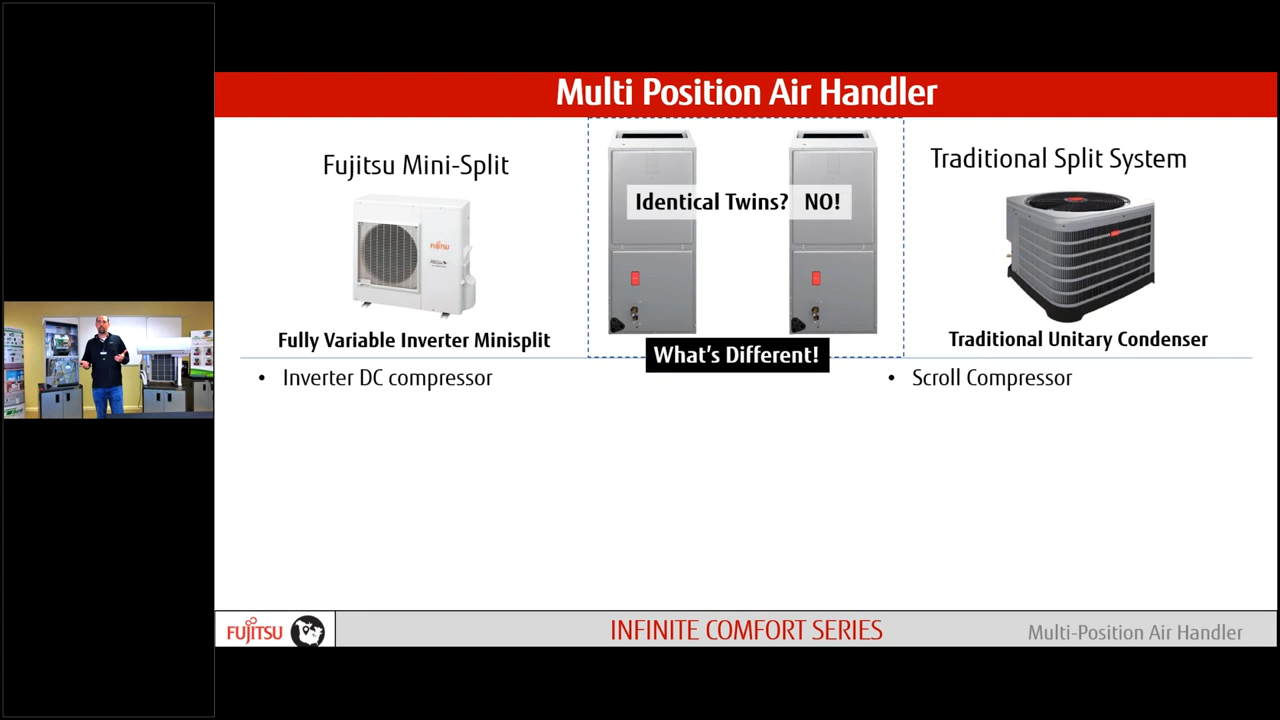 Multi Position Air Handler
Fujitsu Mini-Split
Identical Twins? NO!
Traditional Split System
FUJITSU
Fully Variable Inverter Minisplit
What's Different!
Traditional Unitary Condenser
• Inverter DC compressor
• Scroll Compressor
FUJITSU
INFINITE COMFORT SERIES
Multi-Position Air Handler